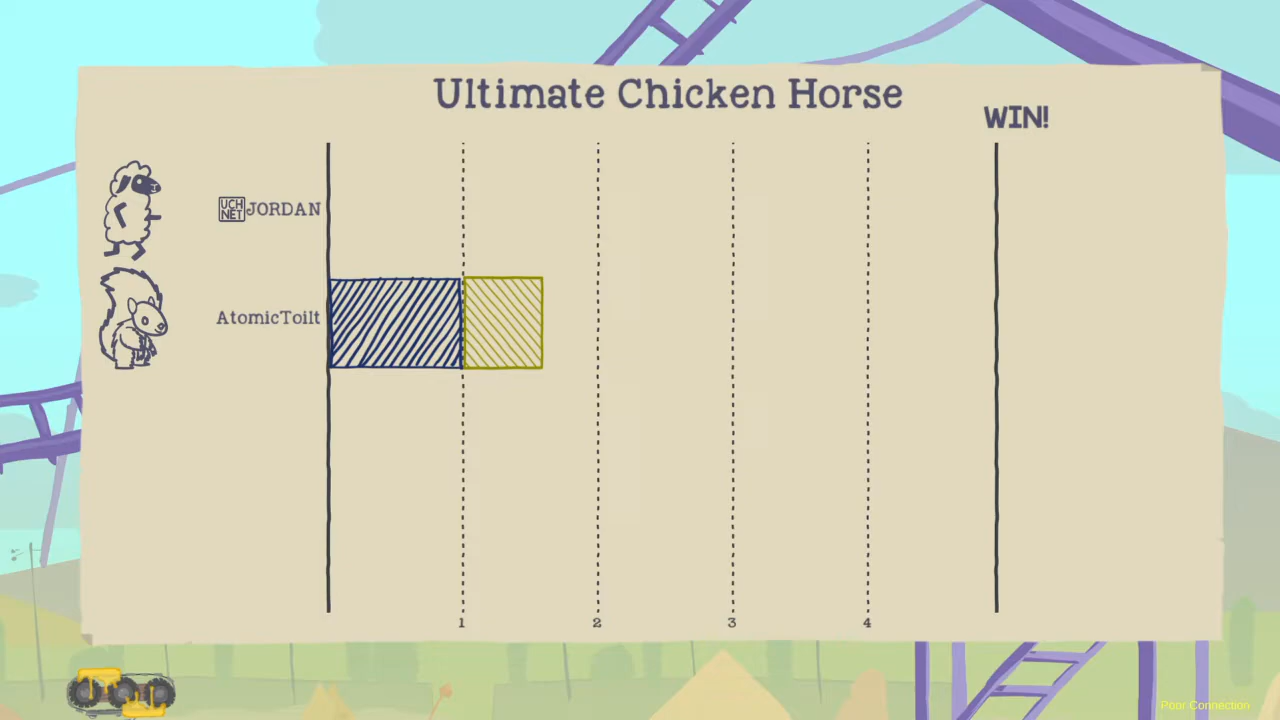 Ultimate Chicken Horse
WIN!
UCH NET JORDAN
AtomicToilt
1 2 3 4
Poor Connection